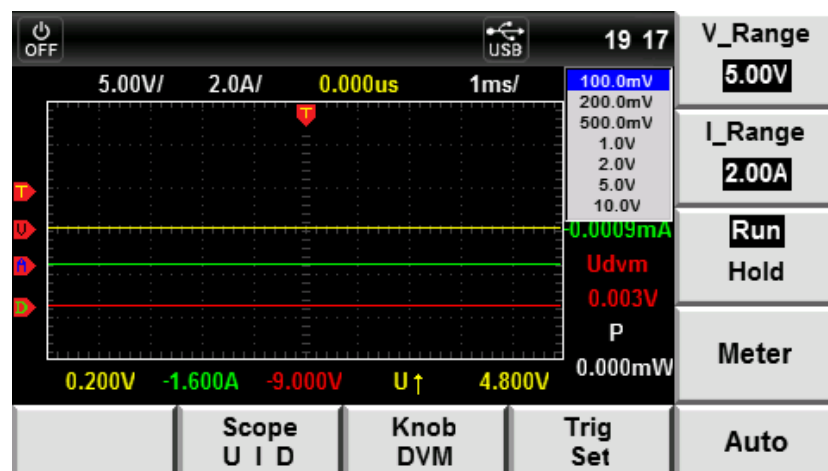 OFF
USB
19 17
5.00V/ 2.0A/ 0.000us 1ms/
100.0mV
200.0mV
500.0mV
1.0V
2.0V
5.0V
10.0V
T
T
U
A
D
-0.0009mA
Udvm
0.003V
P
0.000mW
0.200V -1.600A -9.000V U↑ 4.800V
V_Range
5.00V
I_Range
2.00A
Run
Hold
Meter
Auto
Scope
U I D
Knob
DVM
Trig
Set